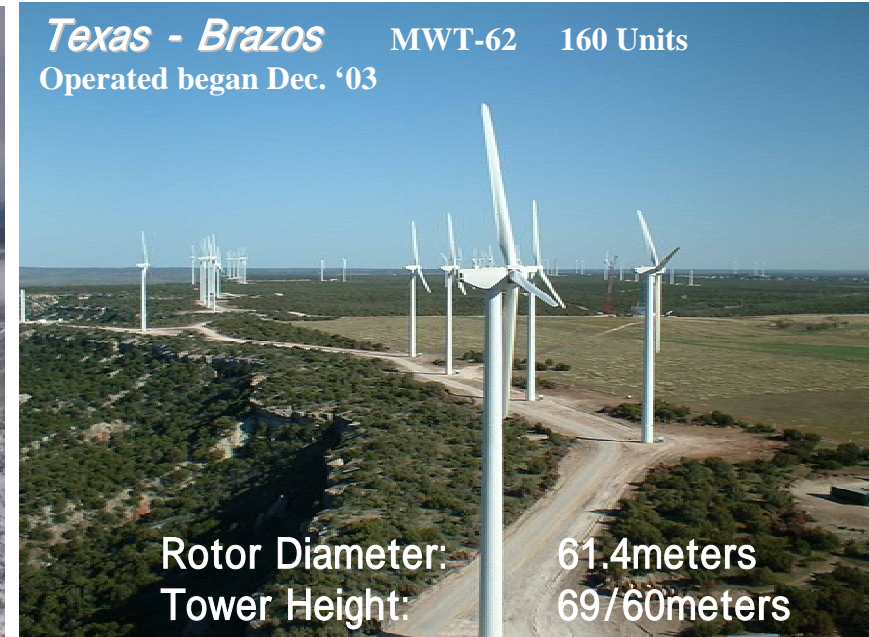 Texas - Brazos MWT-62 160 Units
Operated began Dec. ‘03
Rotor Diameter: 61.4meters
Tower Height: 69/60meters